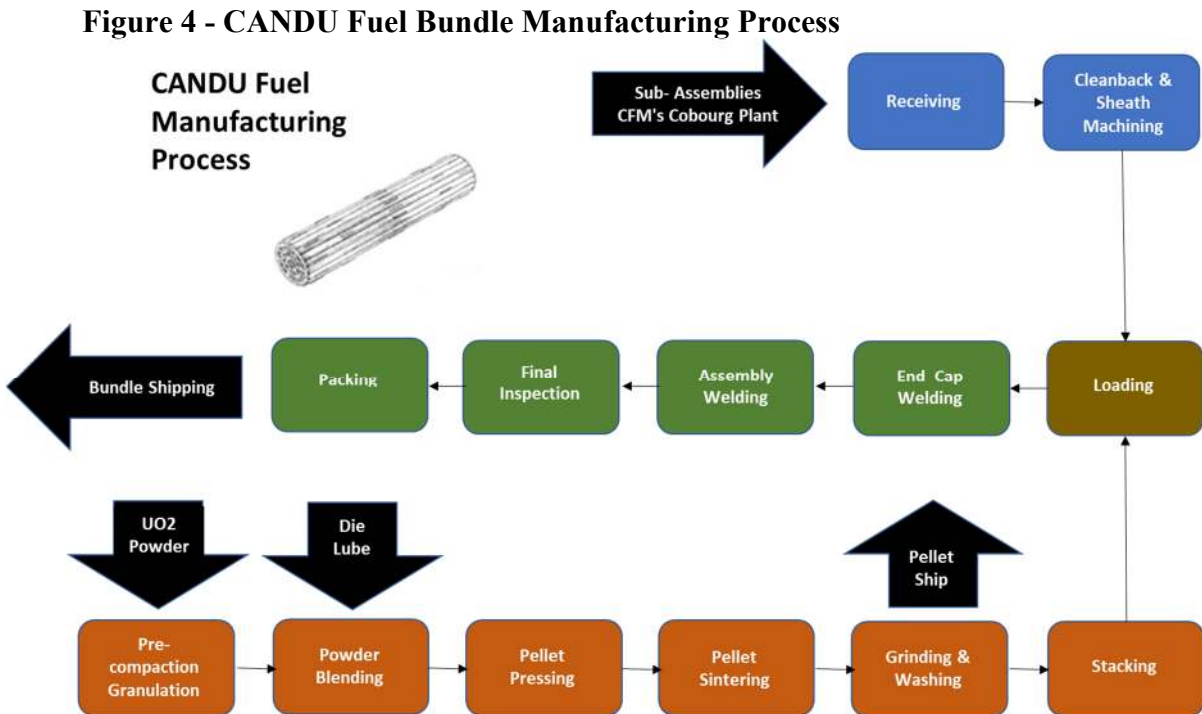 Figure 4 - CANDU Fuel Bundle Manufacturing Process
CANDU Fuel
Manufacturing
Process
Sub- Assemblies
CFM's Cobourg Plant
Receiving
Cleanback &
Sheath
Machining
Bundle Shipping
Packing
Final
Inspection
Assembly
Welding
End Cap
Welding
Loading
UO2
Powder
Die
Lube
Pellet
Ship
Pre-
compaction
Granulation
Powder
Blending
Pellet
Pressing
Pellet
Sintering
Grinding &
Washing
Stacking